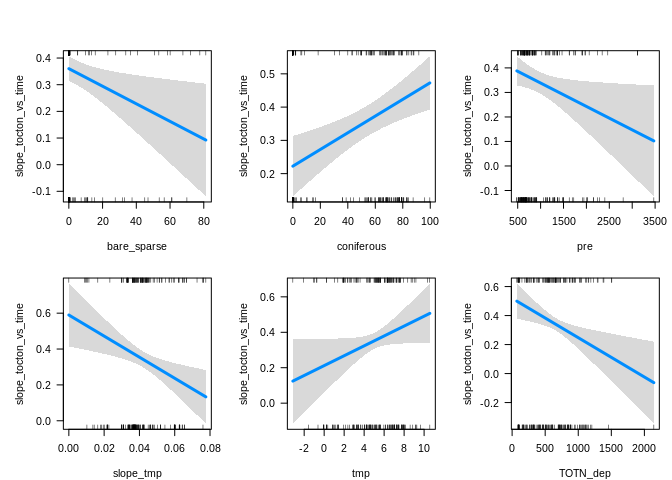 slope_tocton_vs_time
0.4
0.3
0.2
0.1
0.0
-0.1
0 20 40 60 80
bare_sparse
slope_tocton_vs_time
0.5
0.4
0.3
0.2
0 20 40 60 80 100
coniferous
slope_tocton_vs_time
0.4
0.3
0.2
0.1
0.0
-0.1
500 1500 2500 3500
pre
slope_tocton_vs_time
0.6
0.4
0.2
0.0
0.00 0.02 0.04 0.06 0.08
slope_tmp
slope_tocton_vs_time
0.6
0.4
0.2
0.0
-2 0 2 4 6 8 10
tmp
slope_tocton_vs_time
0.6
0.4
0.2
0.0
-0.2
0 500 1000 1500 2000
TOTN_dep